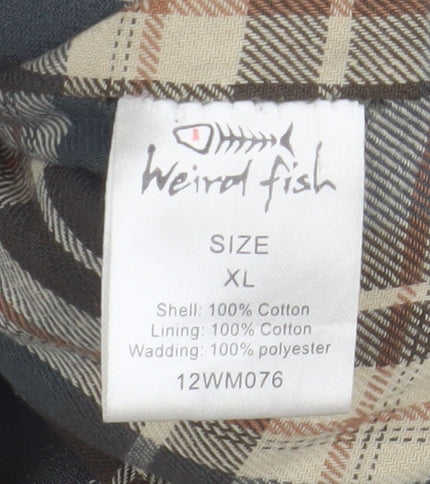 Weird fish
SIZE
XL
Shell: 100% Cotton
Lining: 100% Cotton
Wadding: 100% polyester
12WM076